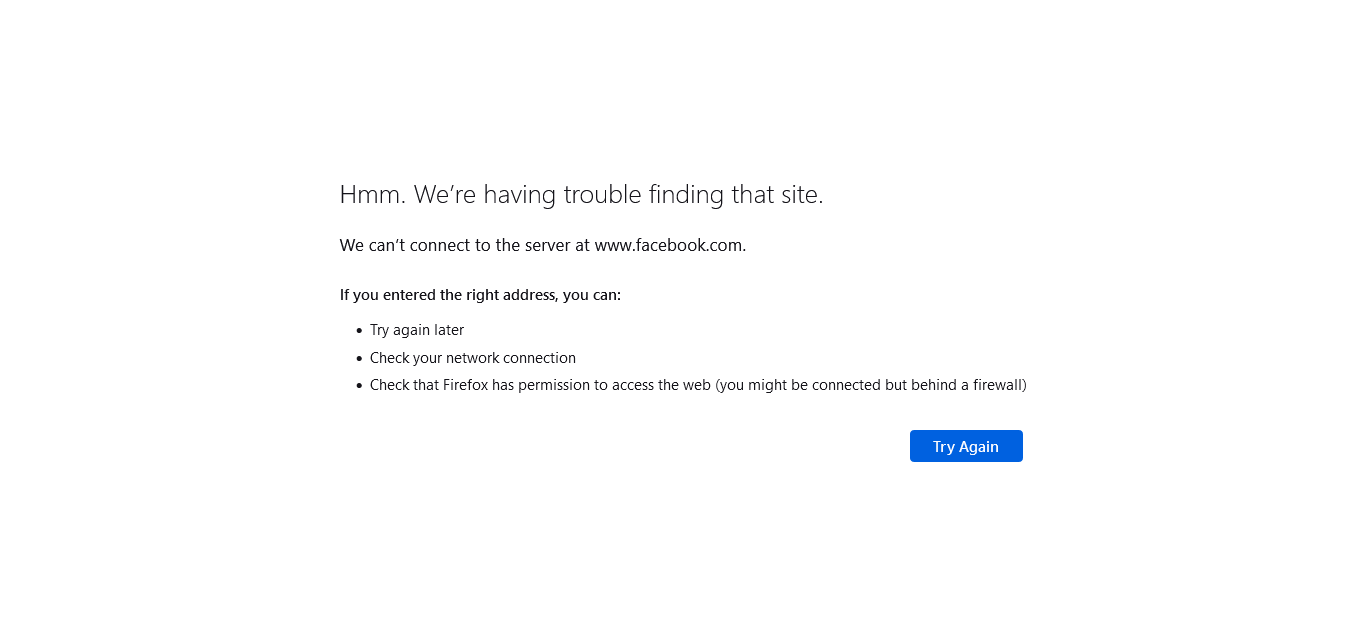 Hmm. We’re having trouble finding that site.
We can’t connect to the server at www.facebook.com.
If you entered the right address, you can:
• Try again later
• Check your network connection
• Check that Firefox has permission to access the web (you might be connected but behind a firewall)
Try Again